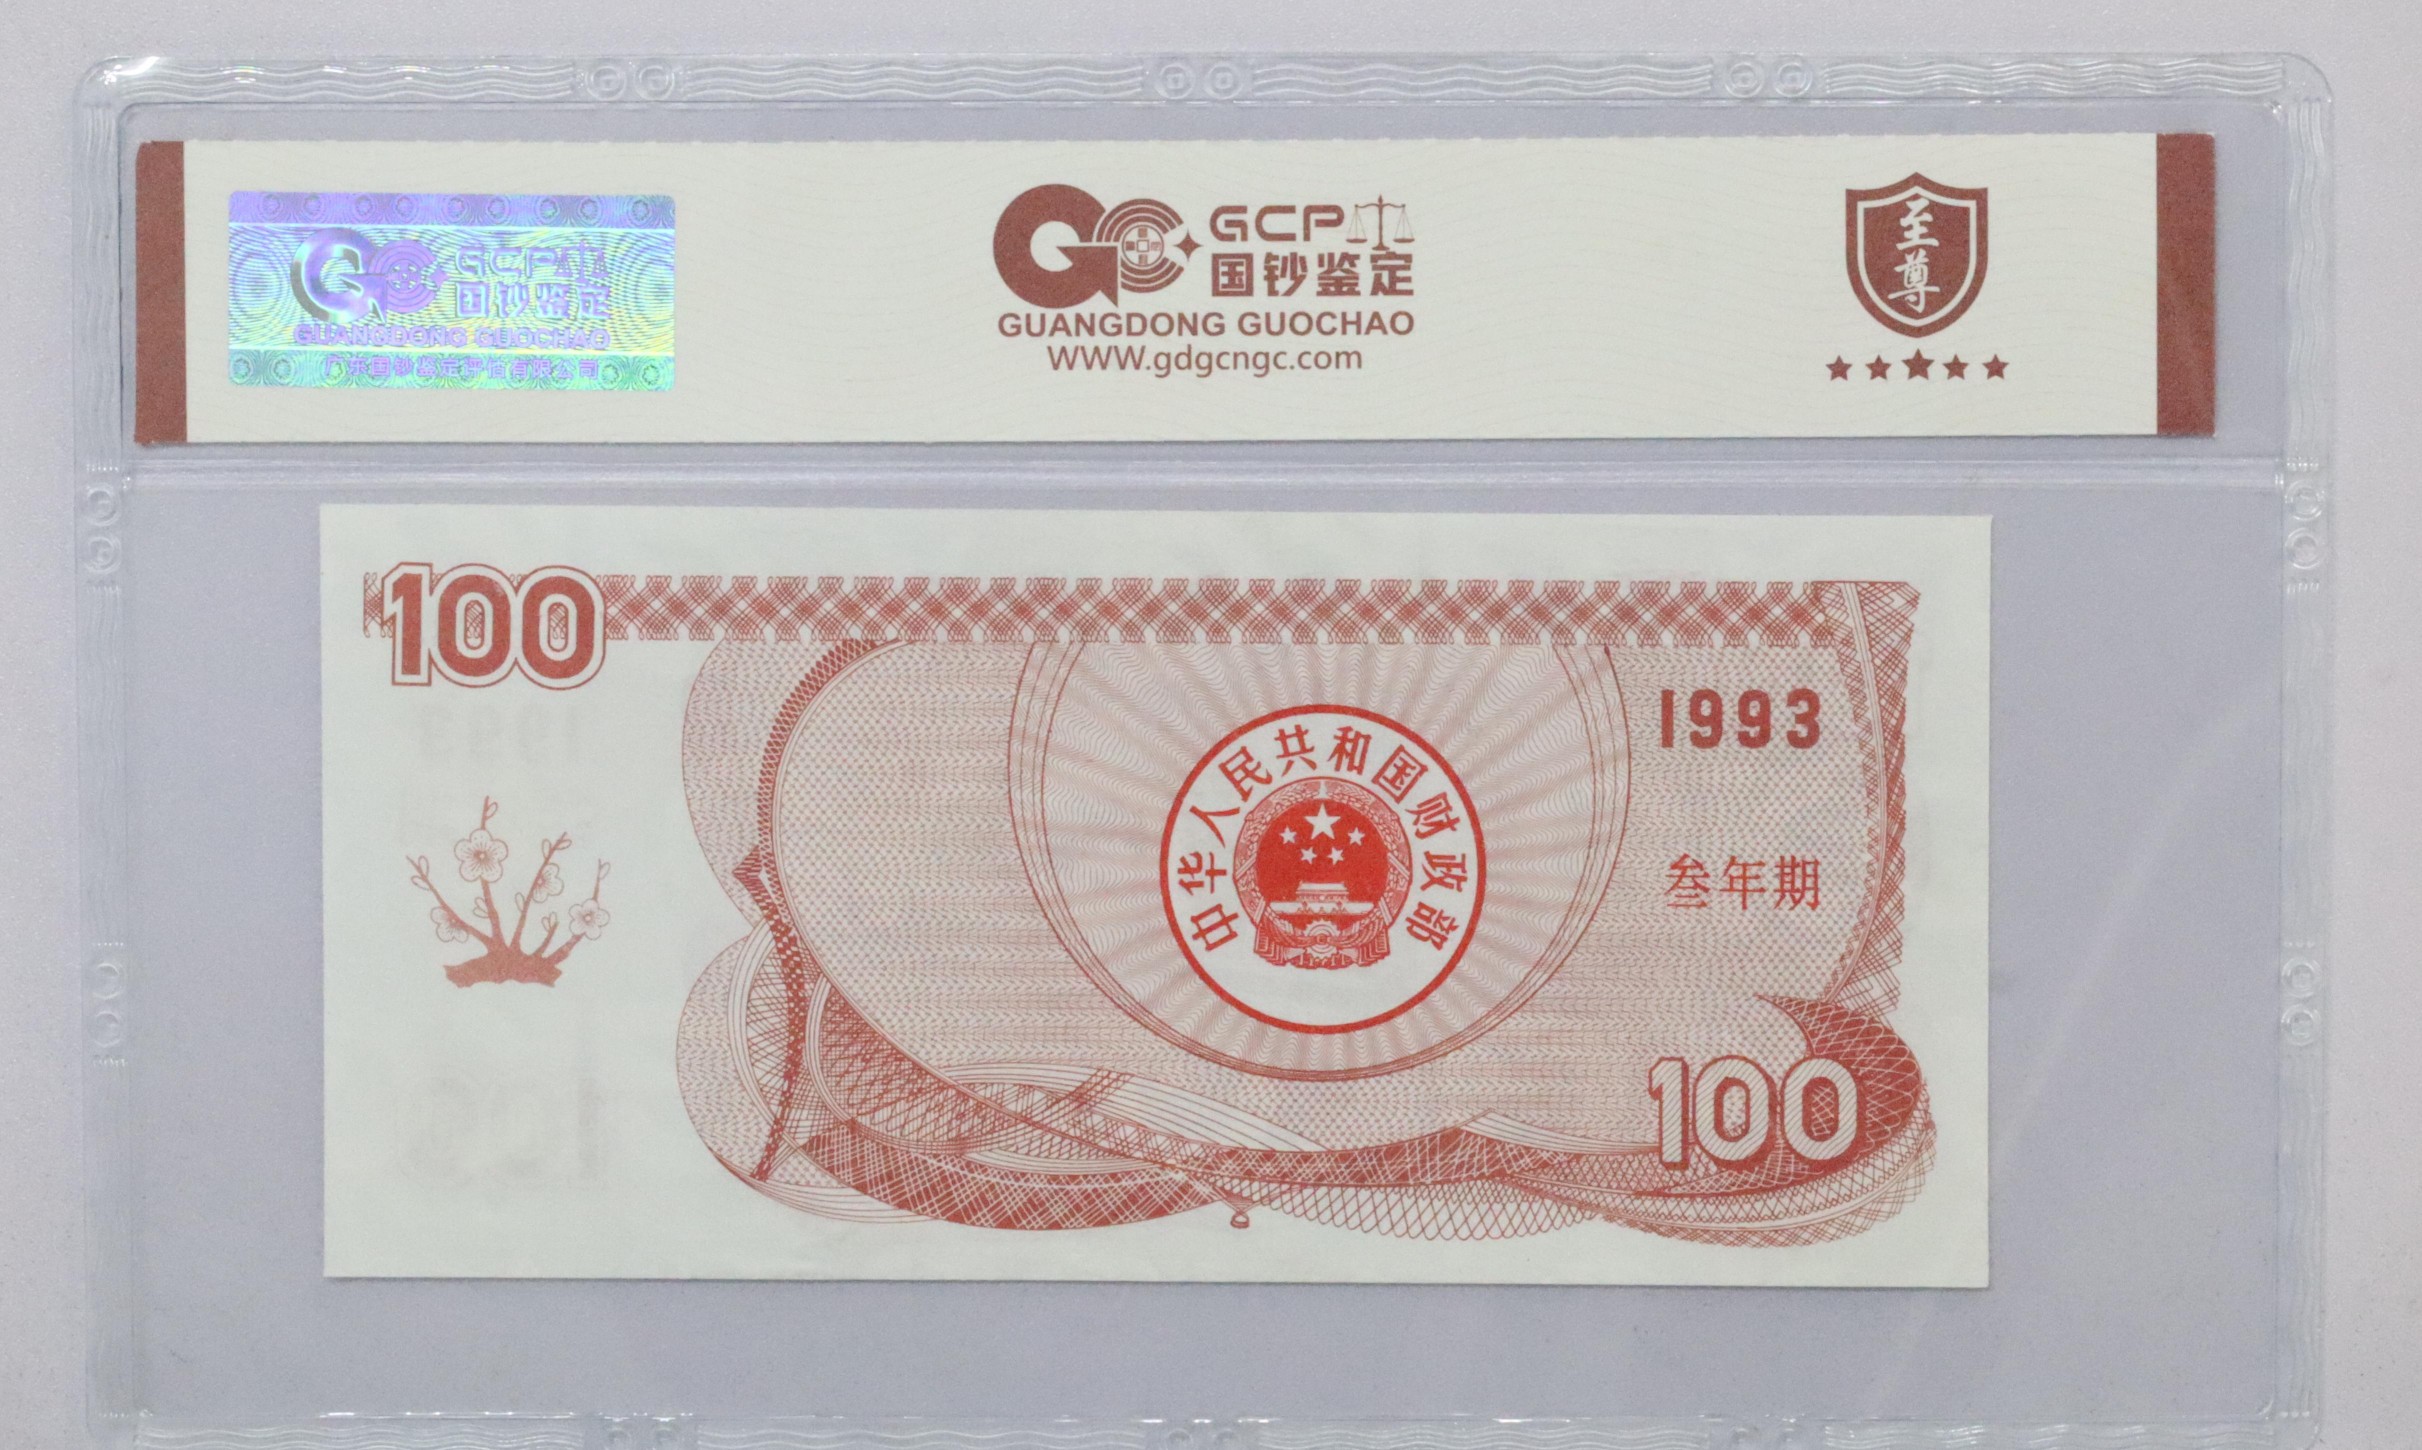 GCP
国钞鉴定
GUANGDONG GUOCHAO
广东国钞鉴定评估有限公司
GCP
国钞鉴定
GUANGDONG GUOCHAO
WWW.gdgcngc.com
至尊
100
1993
中华人民共和国财政部
叁年期
100